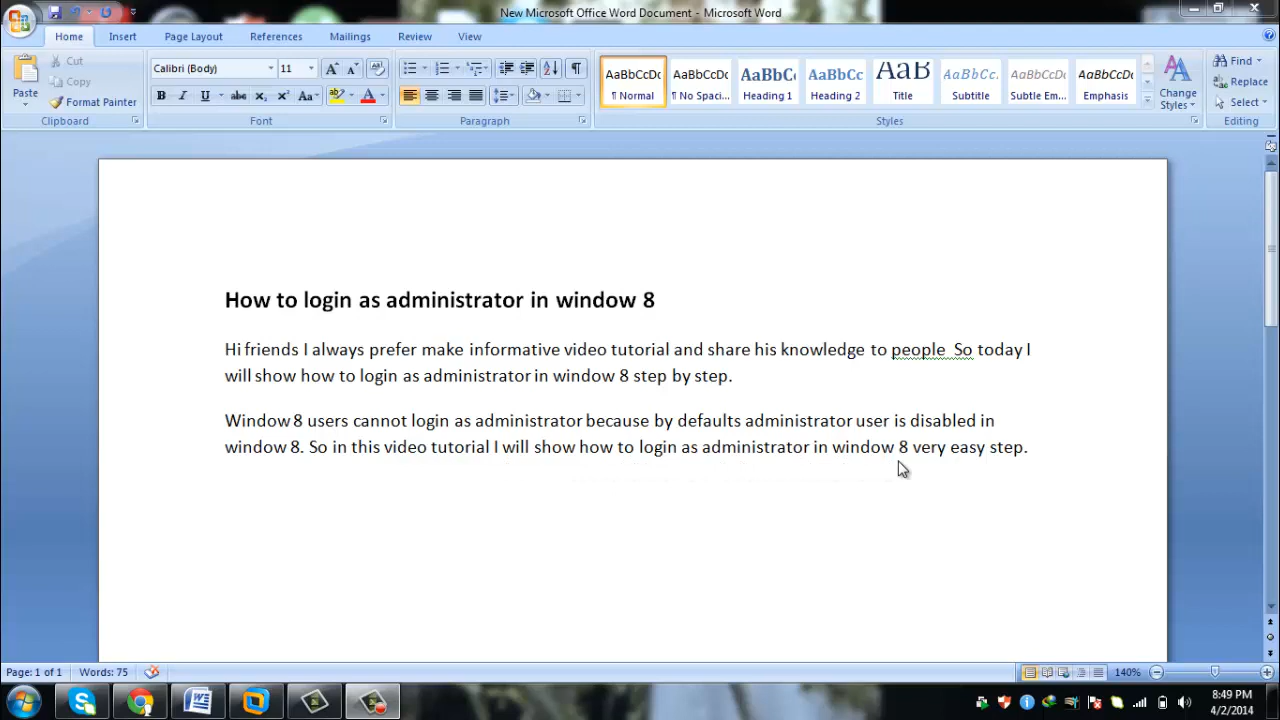 New Microsoft Office Word Document - Microsoft Word
Home Insert Page Layout References Mailings Review View
Cut
Copy
Format Painter
Paste
Clipboard
Calibri (Body) 11
Font
Paragraph
AaBbCcDc AaBbCcDc AaBbC AaBbCc AaB AaBbCc. AaBbCcDc AaBbCcDc
¶ Normal ¶ No Spaci... Heading 1 Heading 2 Title Subtitle Subtle Em... Emphasis
Change
Styles
Styles
Find
Replace
Select
Editing
How to login as administrator in window 8
Hi friends I always prefer make informative video tutorial and share his knowledge to people So today I
will show how to login as administrator in window 8 step by step.
Window 8 users cannot login as administrator because by defaults administrator user is disabled in
window 8. So in this video tutorial I will show how to login as administrator in window 8 very easy step.
Page: 1 of 1 Words: 75 140%
8:49 PM
4/2/2014